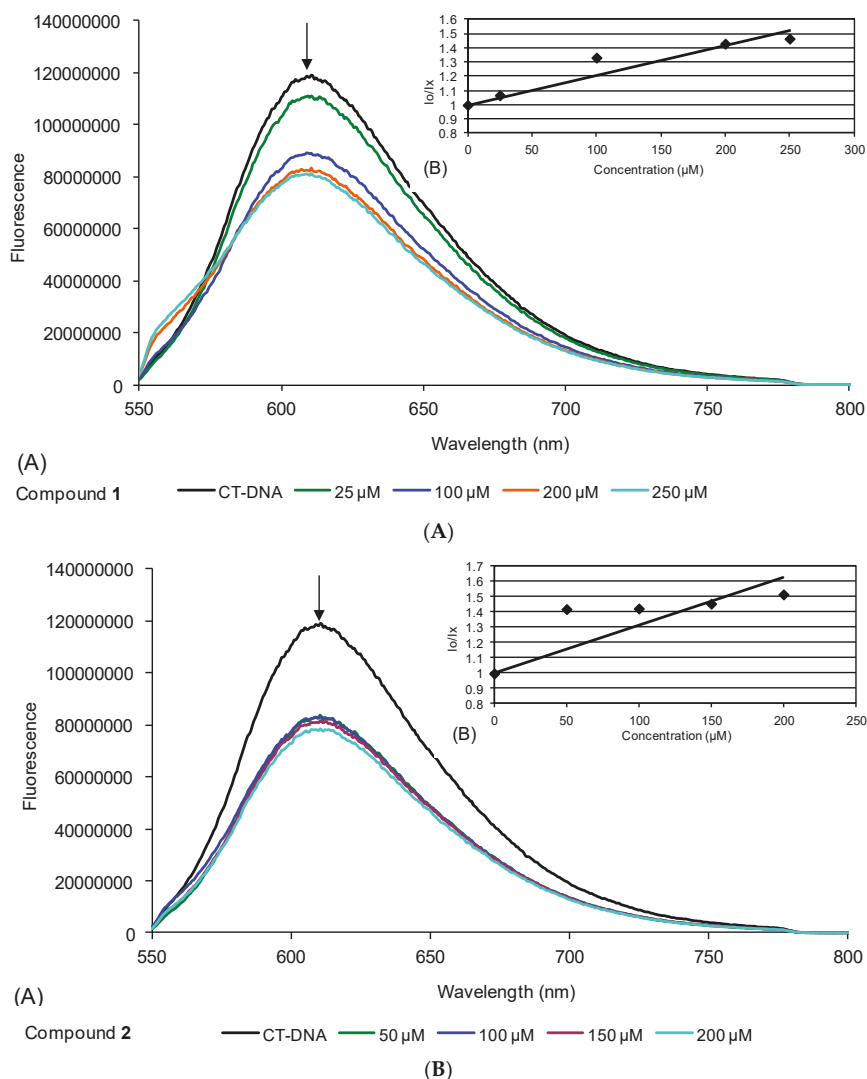 140000000
120000000
100000000
80000000
60000000
40000000
20000000
0
Fluorescence
550 600 650 700 750 800
Wavelength (nm)
1.6
1.5
1.4
1.3
1.2
1.1
1
0.9
0.8
Io/Ix
0 50 100 150 200 250 300
Concentration (µM)
(B)
(A)
Compound 1 CT-DNA 25 µM 100 µM 200 µM 250 µM
(A)
140000000
120000000
100000000
80000000
60000000
40000000
20000000
0
Fluorescence
550 600 650 700 750 800
Wavelength (nm)
1.7
1.6
1.5
1.4
1.3
1.2
1.1
1
0.9
0.8
Io/Ix
0 50 100 150 200 250
Concentration (µM)
(B)
(A)
Compound 2 CT-DNA 50 µM 100 µM 150 µM 200 µM
(B)